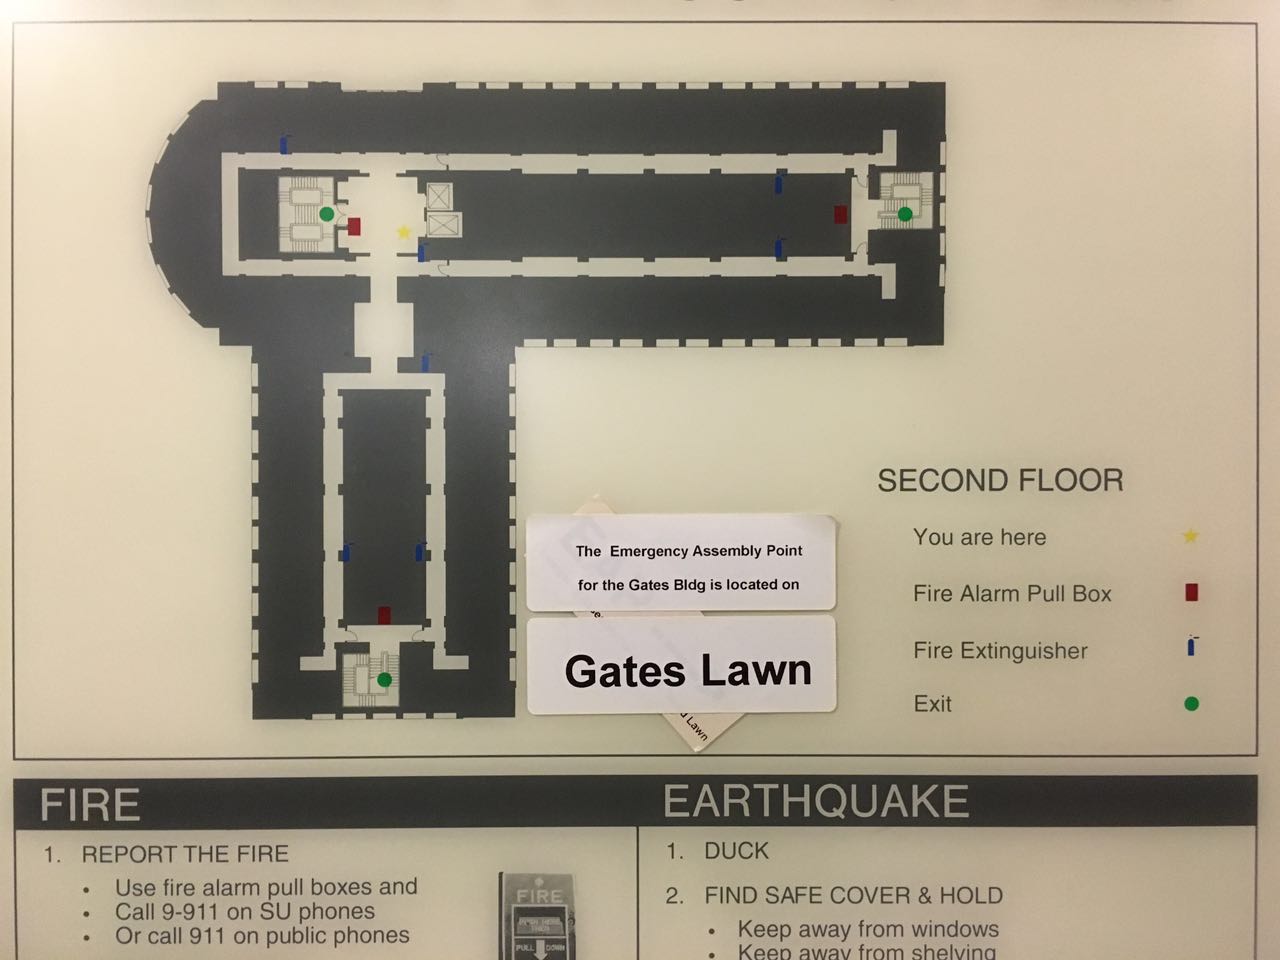 SECOND FLOOR
You are here
Fire Alarm Pull Box
Fire Extinguisher
Exit
The Emergency Assembly Point
for the Gates Bldg is located on
Gates Lawn
Lawn
FIRE
1. REPORT THE FIRE
• Use fire alarm pull boxes and
• Call 9-911 on SU phones
• Or call 911 on public phones
FIRE
PULL DOWN
EARTHQUAKE
1. DUCK
2. FIND SAFE COVER & HOLD
• Keep away from windows
• Keep away from shelving